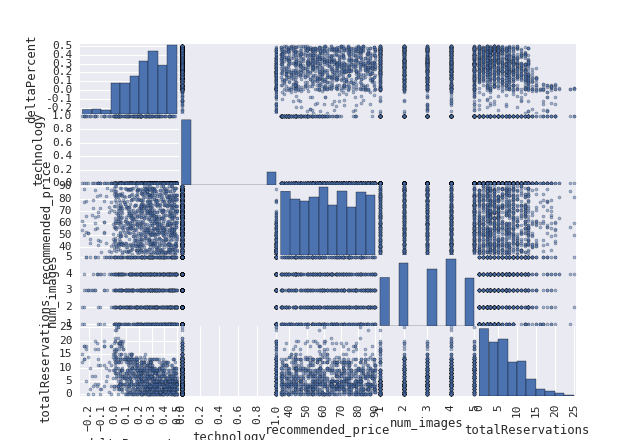 deltaPercent
0.5
0.4
0.3
0.2
0.1
0.0
-0.1
-0.2
technology
1.0
0.8
0.6
0.4
0.2
0.0
recommended_price
90
80
70
60
50
40
num_images
5
4
3
2
totalReservations
25
20
15
10
5
0
-0.2 -0.1 0.0 0.1 0.2 0.3 0.4 0.5
0.0 0.2 0.4 0.6 0.8 1.0
40 50 60 70 80 90
1 2 3 4 5
0 5 10 15 20 25
technology
recommended_price
num_images
totalReservations